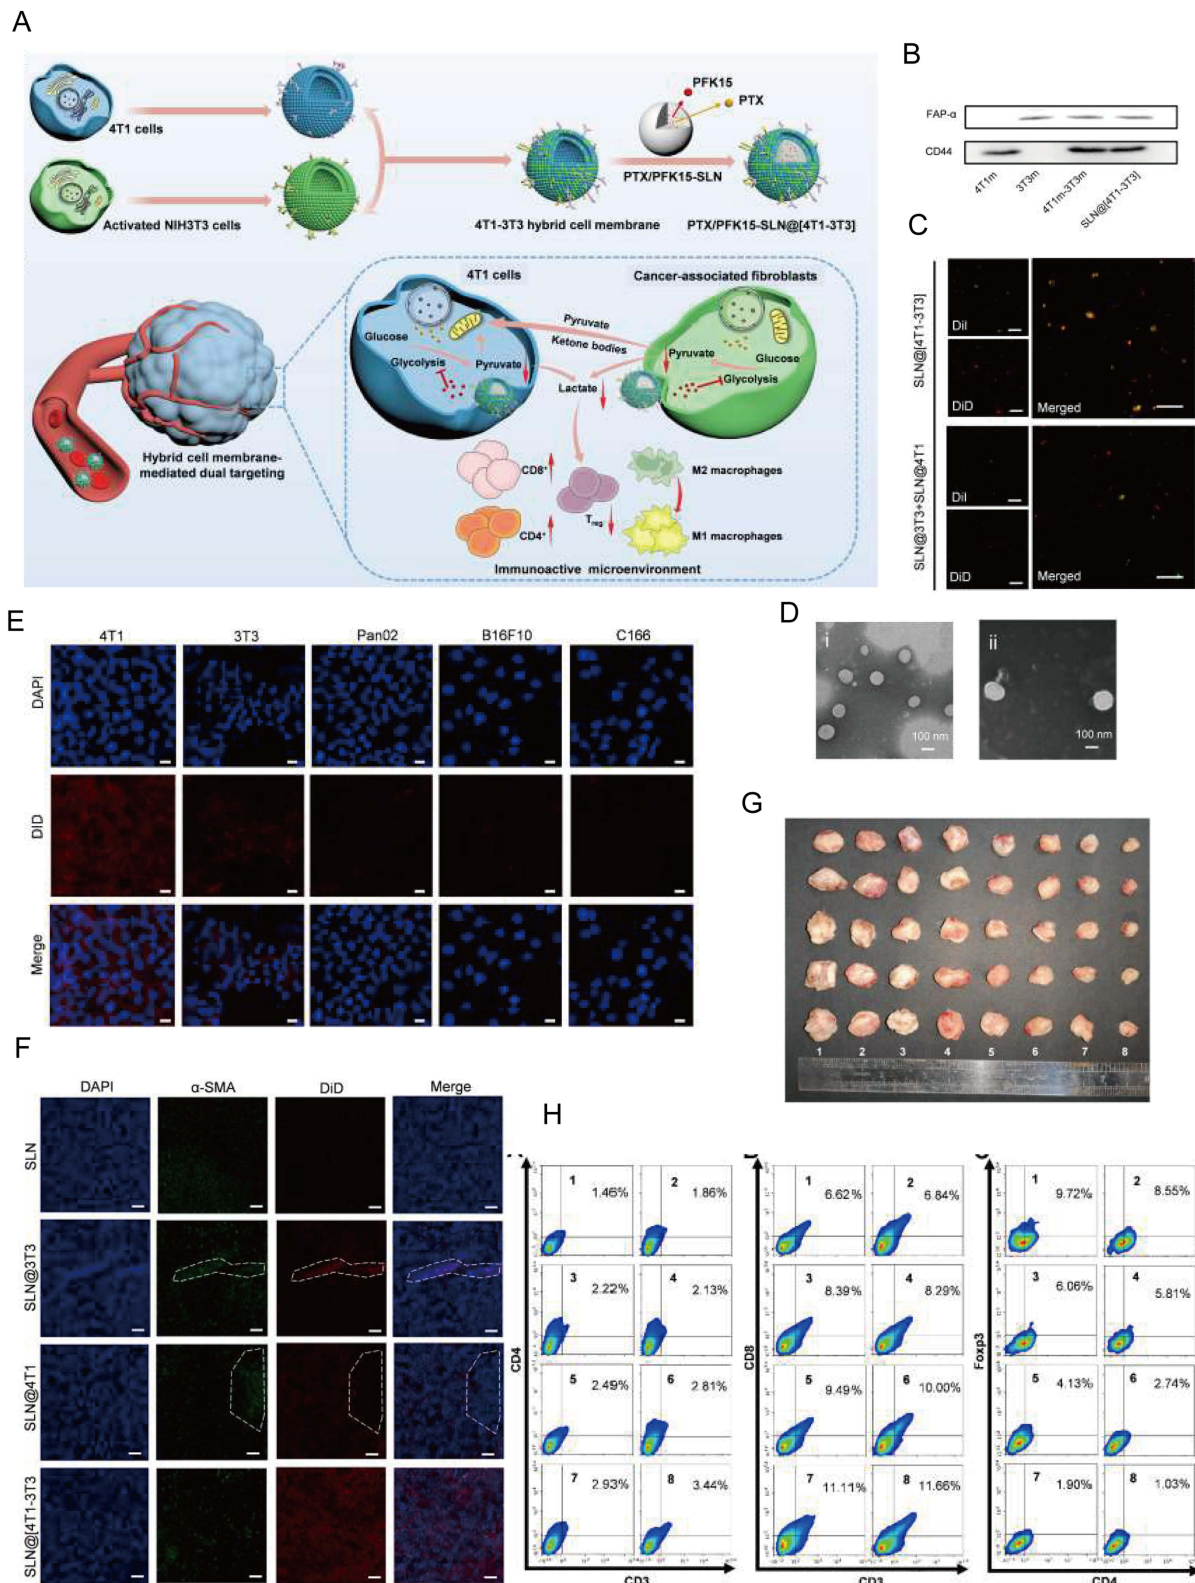 A
4T1 cells
Activated NIH3T3 cells
PFK15
PTX
PTX/PFK15-SLN
4T1-3T3 hybrid cell membrane
PTX/PFK15-SLN@[4T1-3T3]
Hybrid cell membrane-
mediated dual targeting
4T1 cells
Cancer-associated fibroblasts
Glucose
Glycolysis
Pyruvate
Pyruvate
Ketone bodies
Lactate
Pyruvate
Glucose
Glycolysis
CD8+
CD4+
Treg
M2 macrophages
M1 macrophages
Immunoactive microenvironment
B
FAP-α
CD44
4T1m
3T3m
4T1m-3T3m
SLN@[4T1-3T3]
C
SLN@[4T1-3T3]
DiI
DiD
Merged
SLN@3T3+SLN@4T1
DiI
DiD
Merged
D
i
100 nm
ii
100 nm
E
4T1
3T3
Pan02
B16F10
C166
DAPI
DID
Merge
F
DAPI
α-SMA
DiD
Merge
SLN
SLN@3T3
SLN@4T1
SLN@[4T1-3T3]
G
1 2 3 4 5 6 7 8
H
CD4
1 1.46%
2 1.86%
3 2.22%
4 2.13%
5 2.49%
6 2.81%
7 2.93%
8 3.44%
CD3
CD8
1 6.62%
2 6.84%
3 8.39%
4 8.29%
5 9.49%
6 10.00%
7 11.11%
8 11.66%
CD3
Foxp3
1 9.72%
2 8.55%
3 6.06%
4 5.81%
5 4.13%
6 2.74%
7 1.90%
8 1.03%
CD4